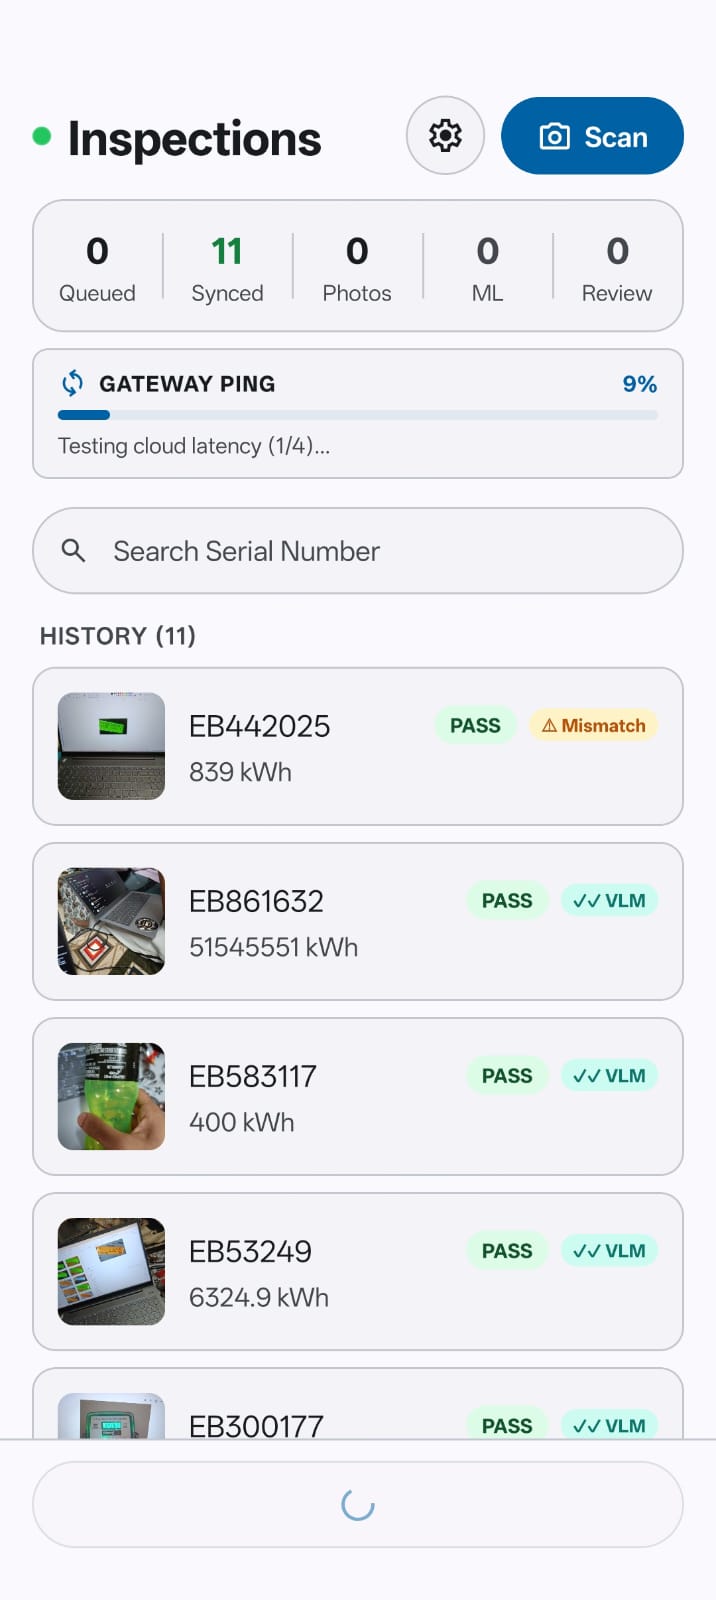 Inspections
Scan
0 11 0 0 0
Queued Synced Photos ML Review
GATEWAY PING 9%
Testing cloud latency (1/4)...
Search Serial Number
HISTORY (11)
EB442025 PASS ⚠ Mismatch
839 kWh
EB861632 PASS ✓✓ VLM
51545551 kWh
EB583117 PASS ✓✓ VLM
400 kWh
EB53249 PASS ✓✓ VLM
6324.9 kWh
EB300177 PASS ✓✓ VLM